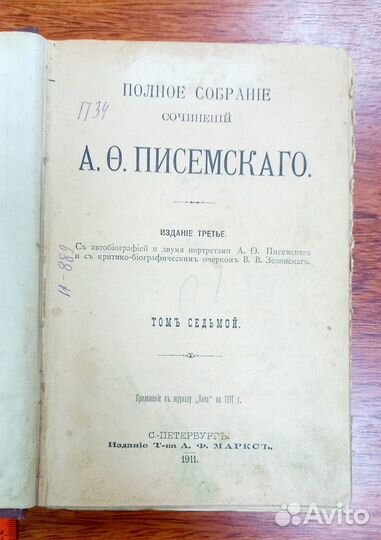 ПОЛНОЕ СОБРАНІЕ
П34
СОЧИНЕНІЙ
А. Ѳ. ПИСЕМСКАГО.
ИЗДАНІЕ ТРЕТЬЕ.
Съ автобіографіей и двумя портретами А. Ѳ. Писемскаго
и съ критико-біографическимъ очеркомъ В. В. Зелинскаго.
П-889
ТОМЪ СЕДЬМОЙ.
Приложеніе къ журналу „Нива“ на 1911 г.
С.-ПЕТЕРБУРГЪ.
Изданіе Т-ва А. Ф. МАРКСЪ.
1911.
Avito